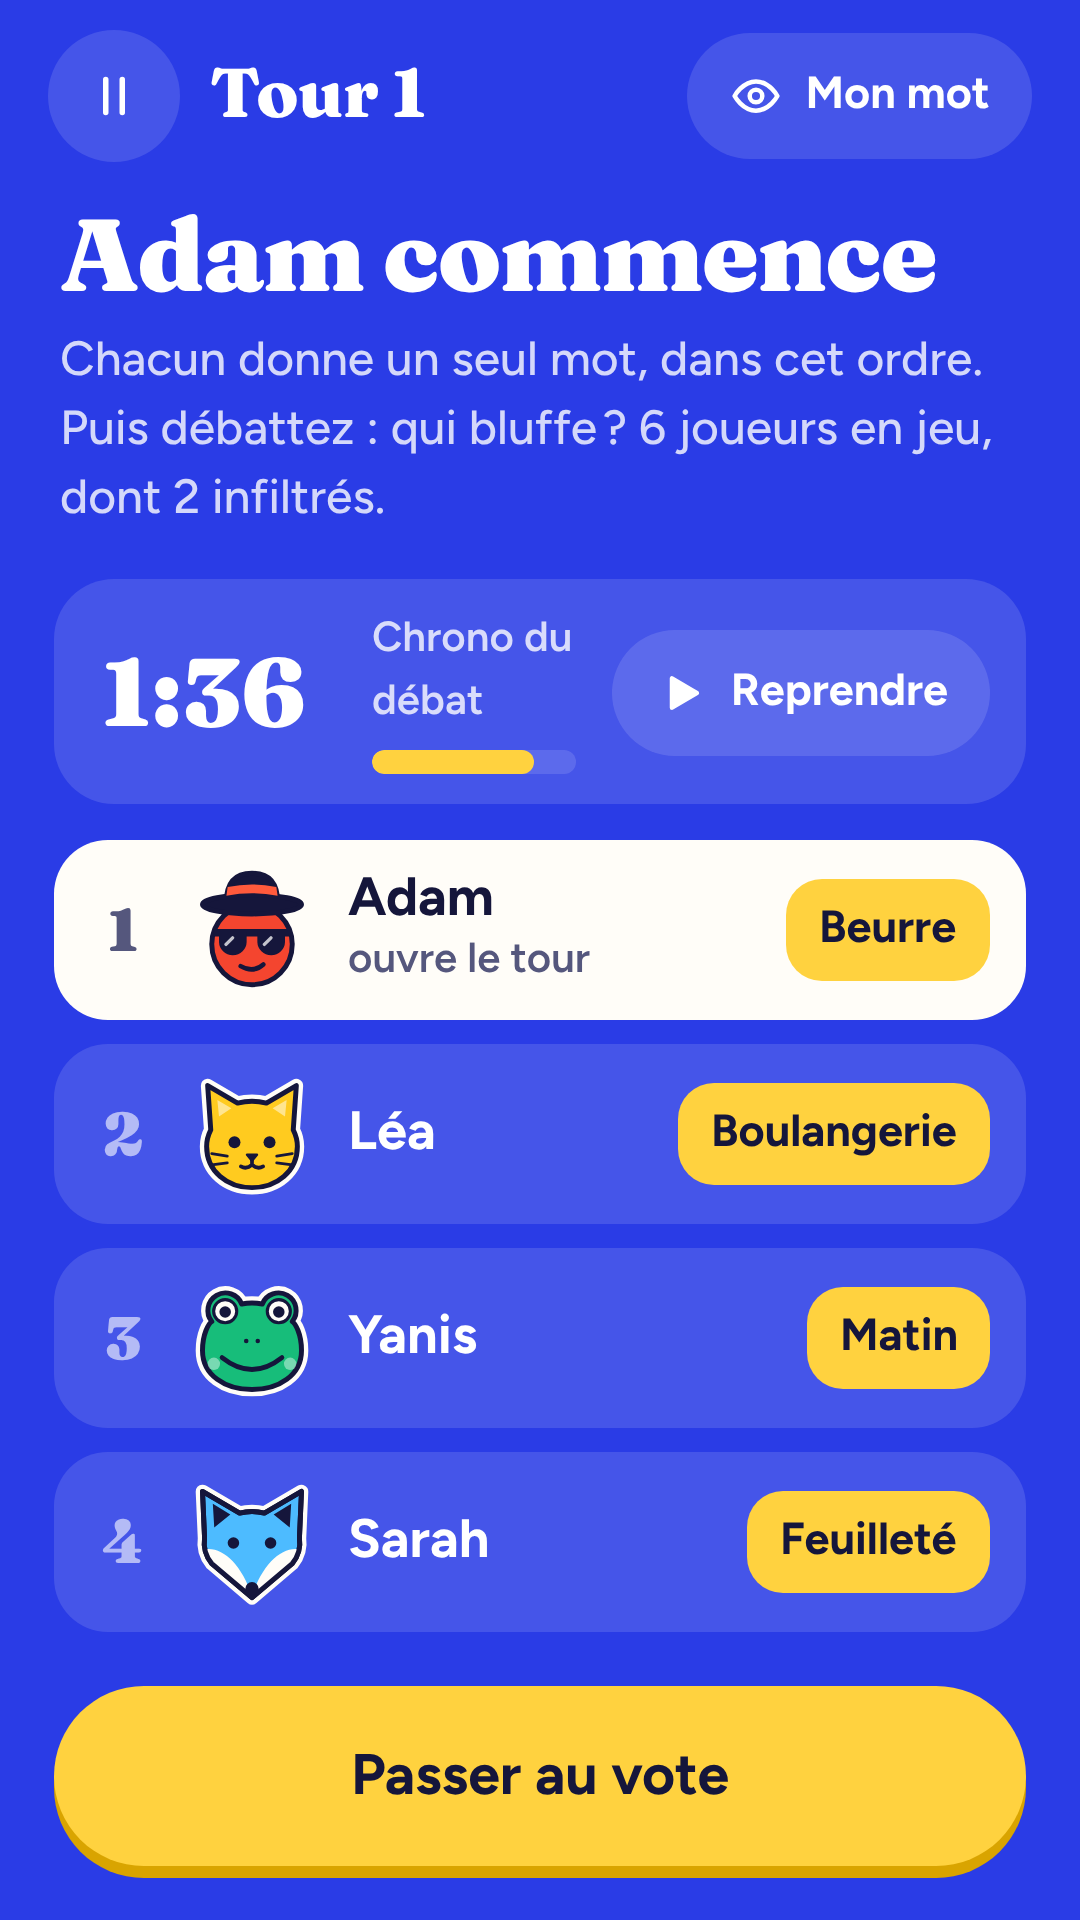 Tour 1
Mon mot
Adam commence
Chacun donne un seul mot, dans cet ordre.
Puis débattez : qui bluffe ? 6 joueurs en jeu,
dont 2 infiltrés.
1:36
Chrono du
débat
Reprendre
1
Adam
ouvre le tour
Beurre
2
Léa
Boulangerie
3
Yanis
Matin
4
Sarah
Feuilleté
Passer au vote